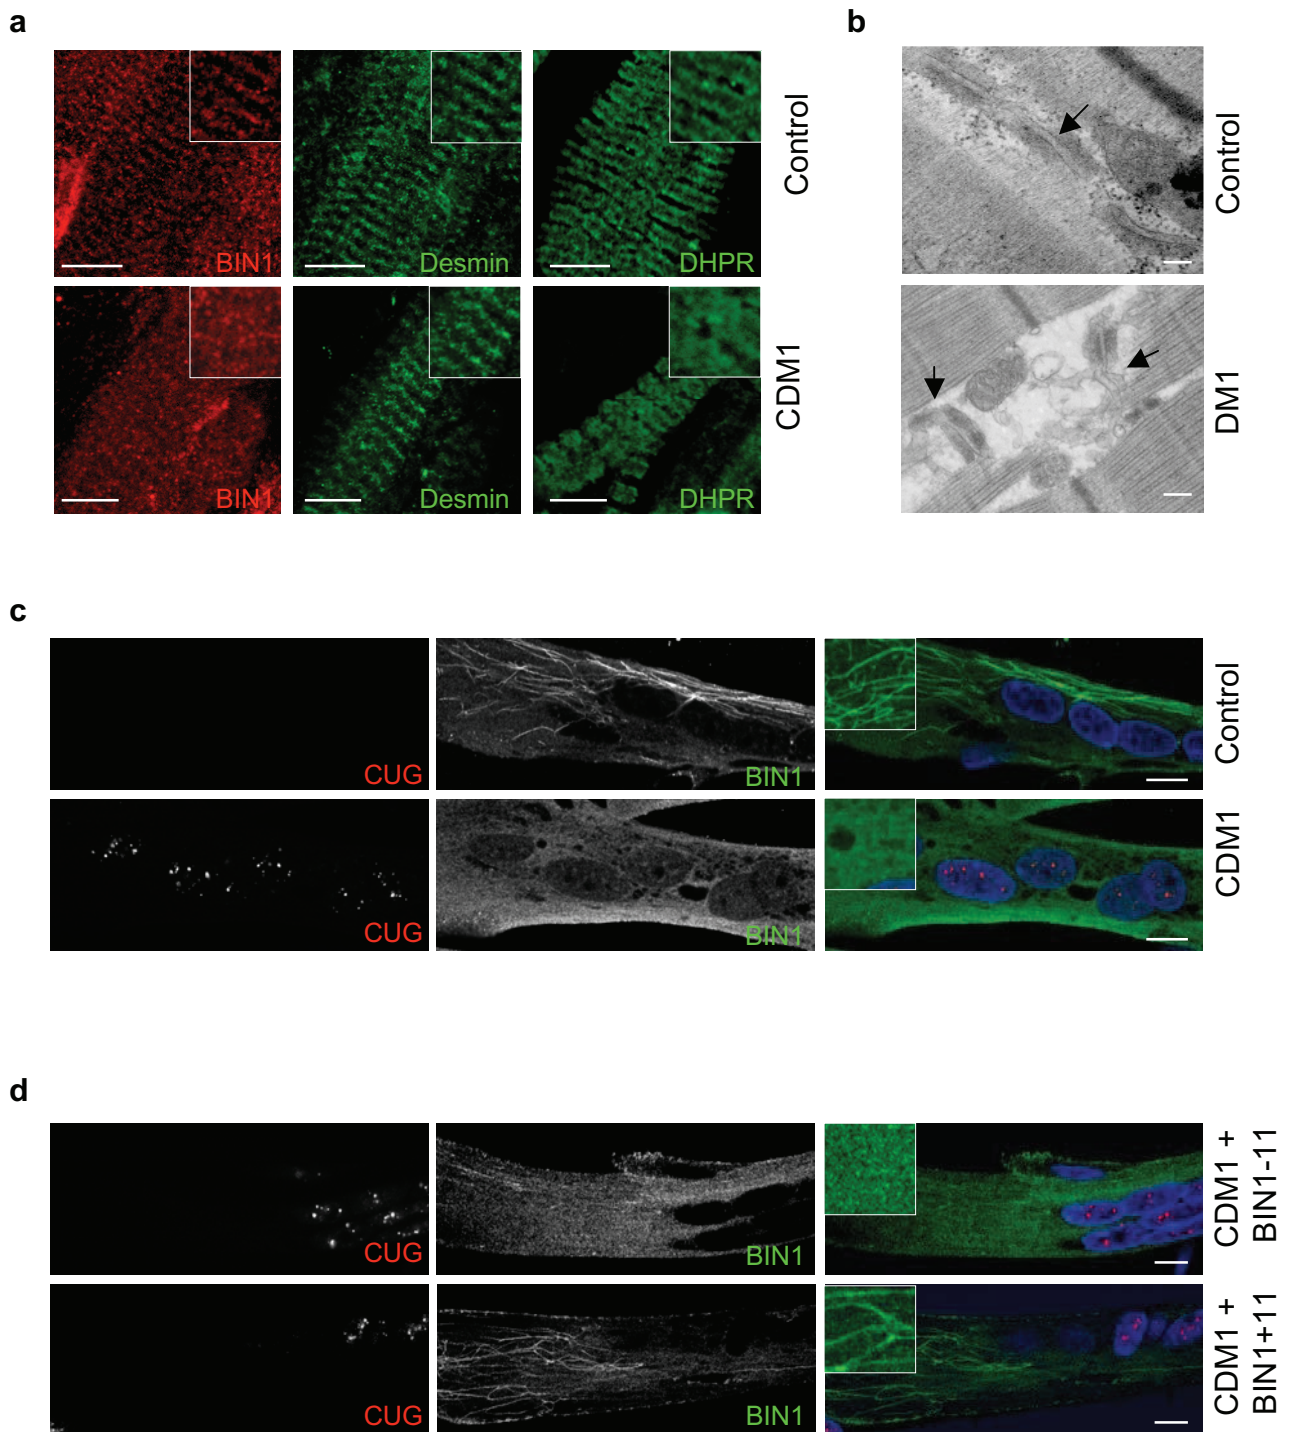 a
b
BIN1
Desmin
DHPR
Control
Control
BIN1
Desmin
DHPR
CDM1
DM1
c
CUG
BIN1
Control
CUG
BIN1
CDM1
d
CUG
BIN1
CDM1 +
BIN1-11
CUG
BIN1
CDM1 +
BIN1+11